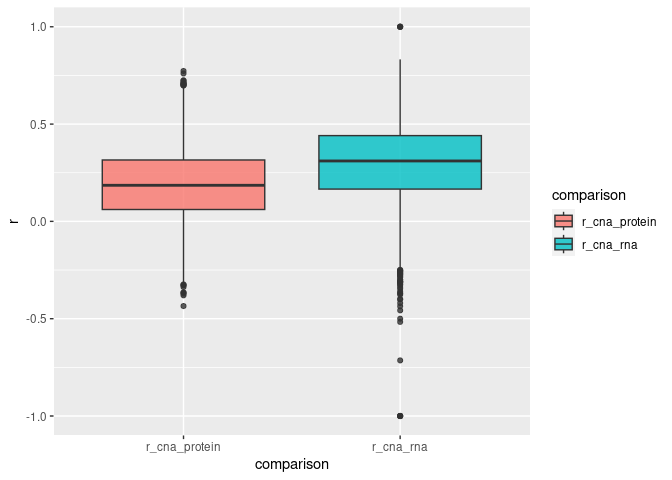 1.0
0.5
0.0
-0.5
-1.0
r
r_cna_protein
r_cna_rna
comparison
comparison
r_cna_protein
r_cna_rna